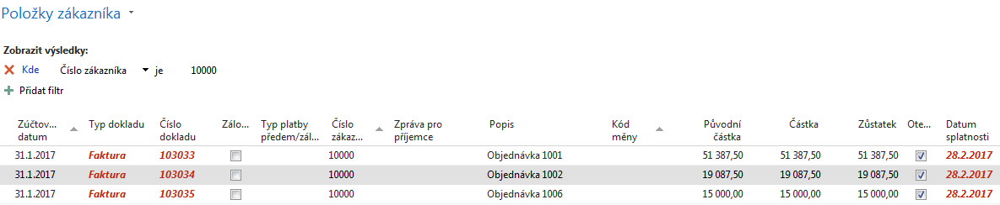 Položky zákazníka
Zobrazit výsledky:
Kde Číslo zákazníka je 10000
Přidat filtr
Zúčtov... datum Typ dokladu Číslo dokladu Zálo... Typ platby předem/zál... Číslo zákaz... Zpráva pro příjemce Popis Kód měny Původní částka Částka Zůstatek Ote... Datum splatnosti
31.1.2017 Faktura 103033 10000 Objednávka 1001 51 387,50 51 387,50 51 387,50 28.2.2017
31.1.2017 Faktura 103034 10000 Objednávka 1002 19 087,50 19 087,50 19 087,50 28.2.2017
31.1.2017 Faktura 103035 10000 Objednávka 1006 15 000,00 15 000,00 15 000,00 28.2.2017